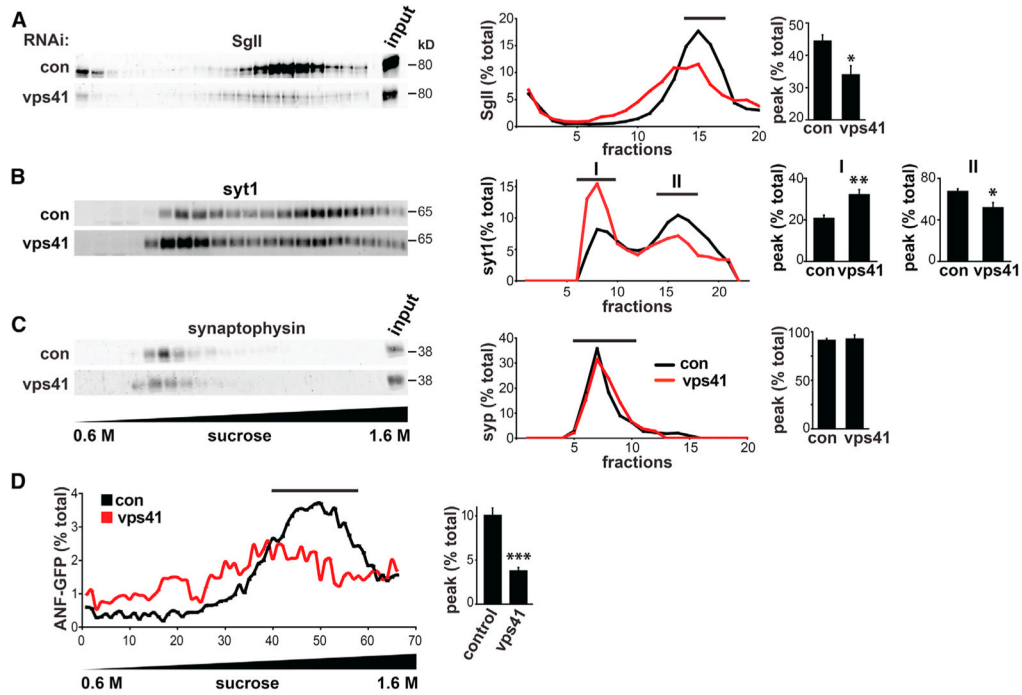 A
RNAi:
SgII
input
kD
con
-80
vps41
-80
SgII (% total)
20
15
10
5
0
5
10
15
20
fractions
peak (% total)
50
40
30
20
*
con vps41
B
syt1
con
-65
vps41
-65
syt1(% total)
15
10
5
0
I
II
5
10
15
20
fractions
I
peak (% total)
40
20
0
**
con vps41
II
peak (% total)
80
40
0
*
con vps41
C
synaptophysin
input
con
-38
vps41
-38
0.6 M
sucrose
1.6 M
syp (% total)
40
30
20
10
0
con
vps41
0
5
10
15
20
fractions
peak (% total)
100
50
0
con vps41
D
con
vps41
ANF-GFP (% total)
4
3
2
1
0
0
10
20
30
40
50
60
70
0.6 M
sucrose
1.6 M
peak (% total)
10
5
0
***
control
vps41